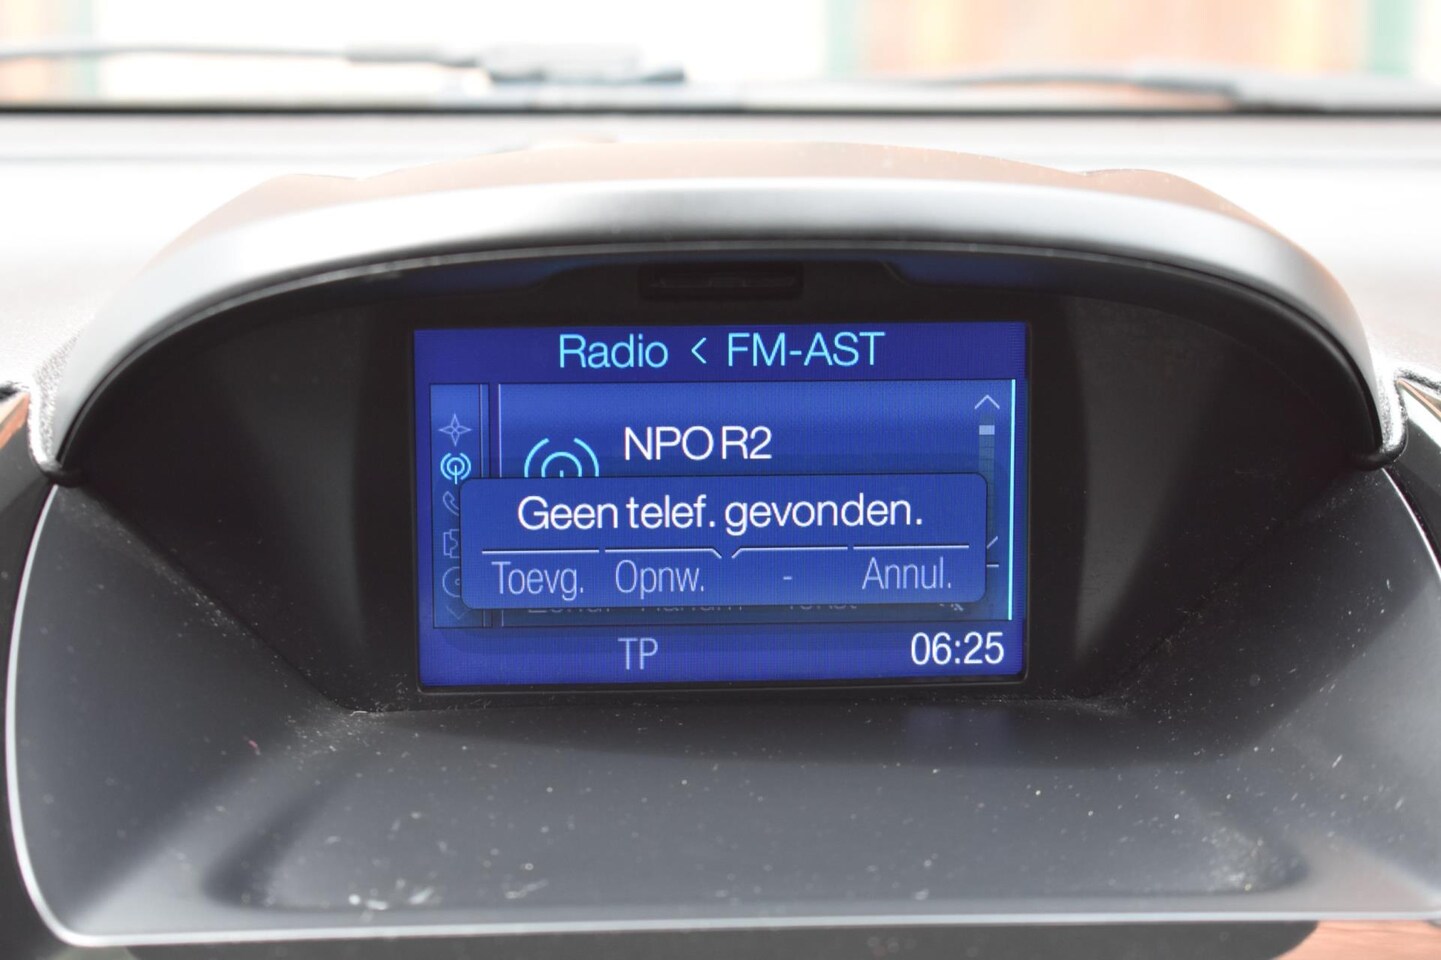 Radio < FM-AST
NPO R2
Geen telef. gevonden.
Toevg. Opnw. - Annul.
TP 06:25